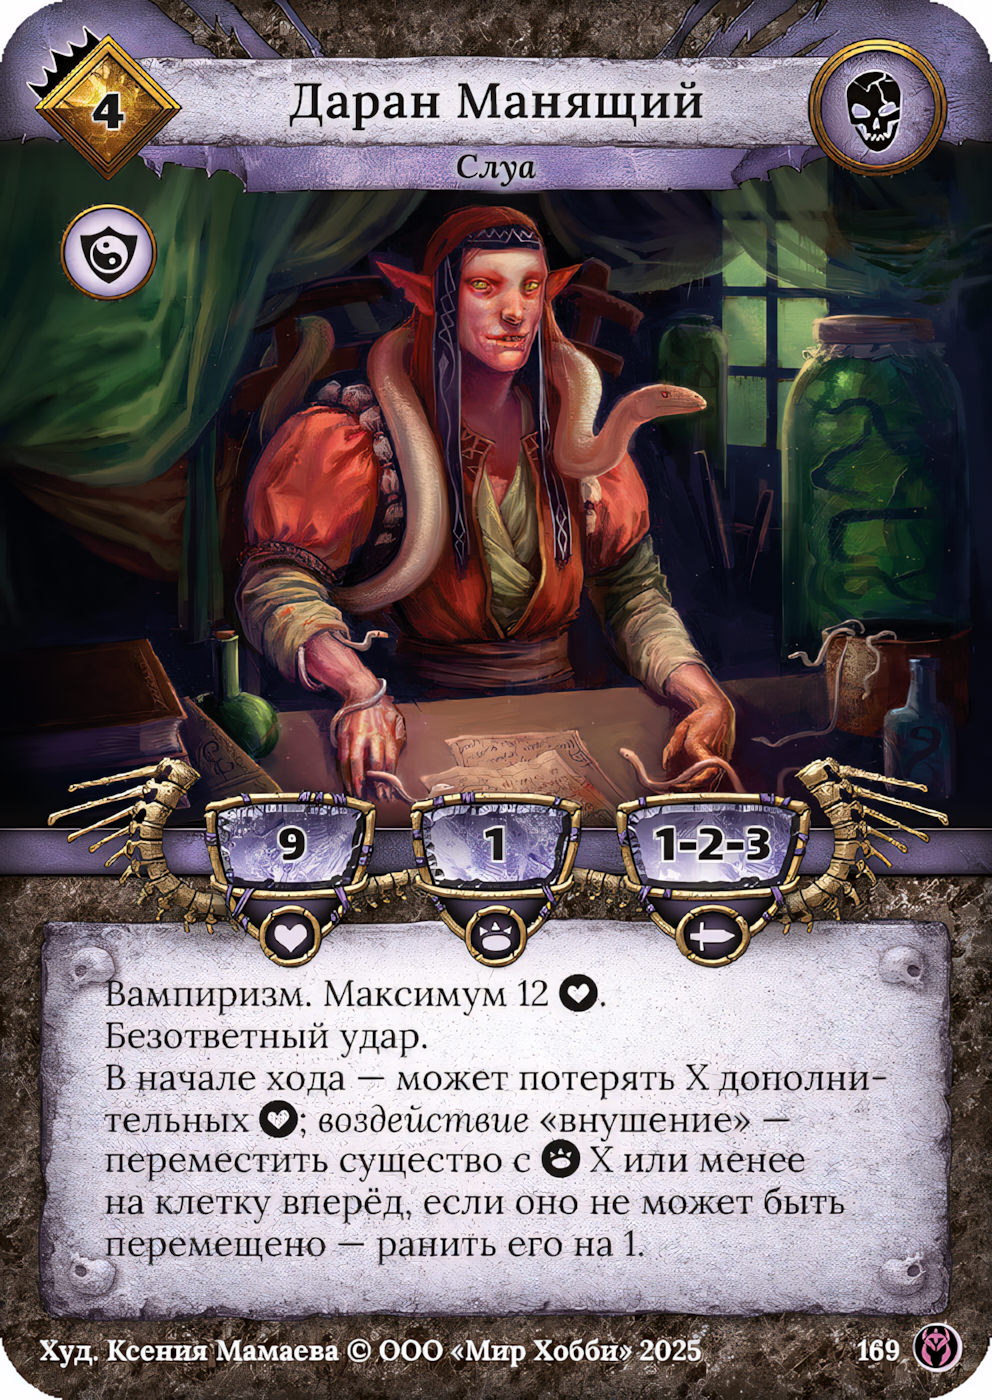 4
Даран Манящий
Слуа
9 1 1-2-3
Вампиризм. Максимум 12 .
Безответный удар.
В начале хода — может потерять X дополни-
тельных ; воздействие «внушение» —
переместить существо с X или менее
на клетку вперёд, если оно не может быть
перемещено — ранить его на 1.
Худ. Ксения Мамаева © ООО «Мир Хобби» 2025 169